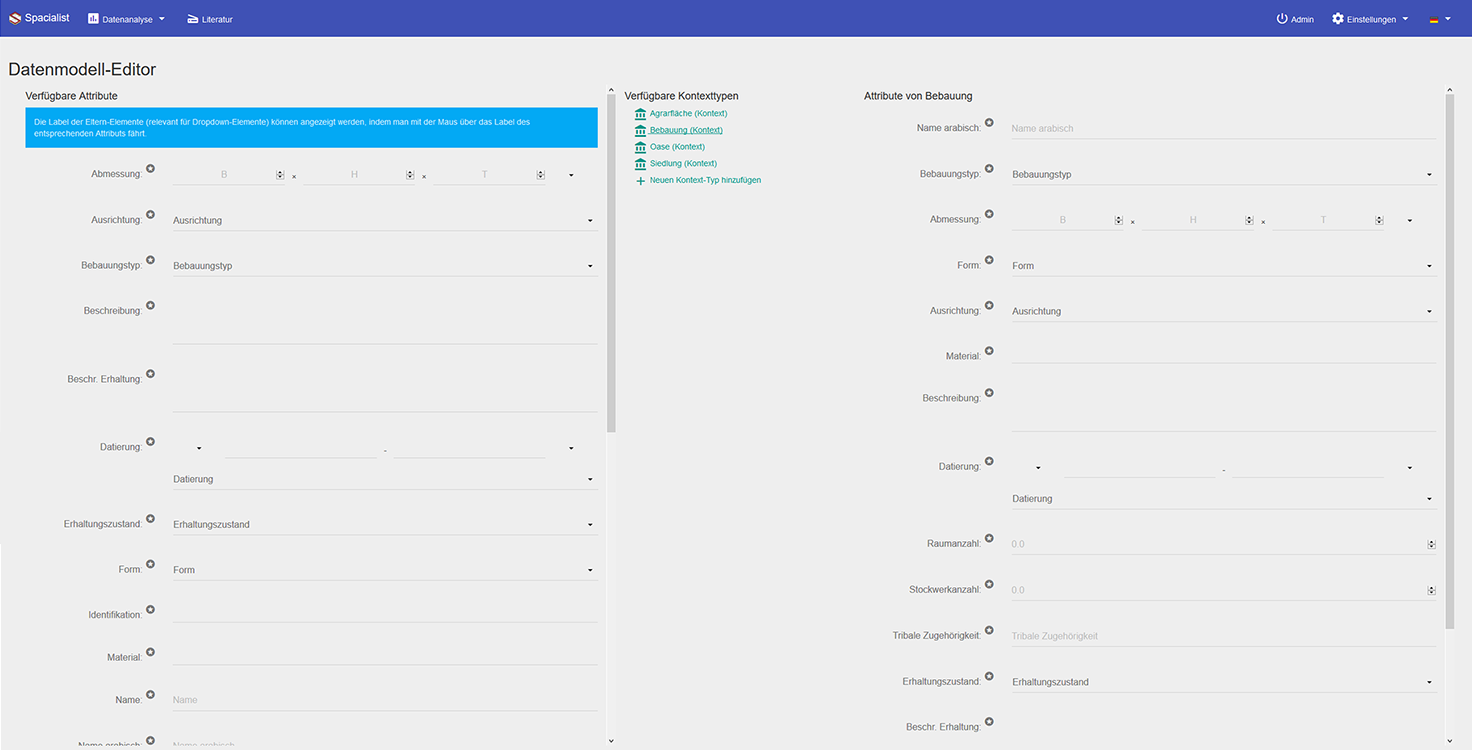 Spacialist
Datenanalyse
Literatur
Admin
Einstellungen
Datenmodell-Editor
Verfügbare Attribute
Die Label der Eltern-Elemente (relevant für Dropdown-Elemente) können angezeigt werden, indem man mit der Maus über das Label des
entsprechenden Attributs fährt.
Abmessung: B × H × T
Ausrichtung: Ausrichtung
Bebauungstyp: Bebauungstyp
Beschreibung:
Beschr. Erhaltung:
Datierung: -
Datierung
Erhaltungszustand: Erhaltungszustand
Form: Form
Identifikation:
Material:
Name: Name
Name arabisch: Name arabisch
Verfügbare Kontexttypen
Agrarfläche (Kontext)
Bebauung (Kontext)
Oase (Kontext)
Siedlung (Kontext)
Neuen Kontext-Typ hinzufügen
Attribute von Bebauung
Name arabisch: Name arabisch
Bebauungstyp: Bebauungstyp
Abmessung: B × H × T
Form: Form
Ausrichtung: Ausrichtung
Material:
Beschreibung:
Datierung: -
Datierung
Raumanzahl: 0.0
Stockwerkanzahl: 0.0
Tribale Zugehörigkeit: Tribale Zugehörigkeit
Erhaltungszustand: Erhaltungszustand
Beschr. Erhaltung: